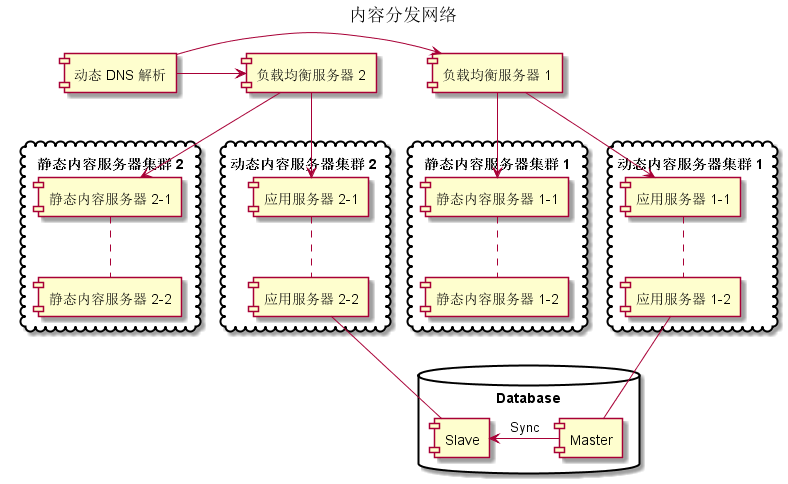 内容分发网络
动态 DNS 解析
负载均衡服务器 2
负载均衡服务器 1
静态内容服务器集群 2
动态内容服务器集群 2
静态内容服务器集群 1
动态内容服务器集群 1
静态内容服务器 2-1
应用服务器 2-1
静态内容服务器 1-1
应用服务器 1-1
静态内容服务器 2-2
应用服务器 2-2
静态内容服务器 1-2
应用服务器 1-2
Database
Slave
Sync
Master